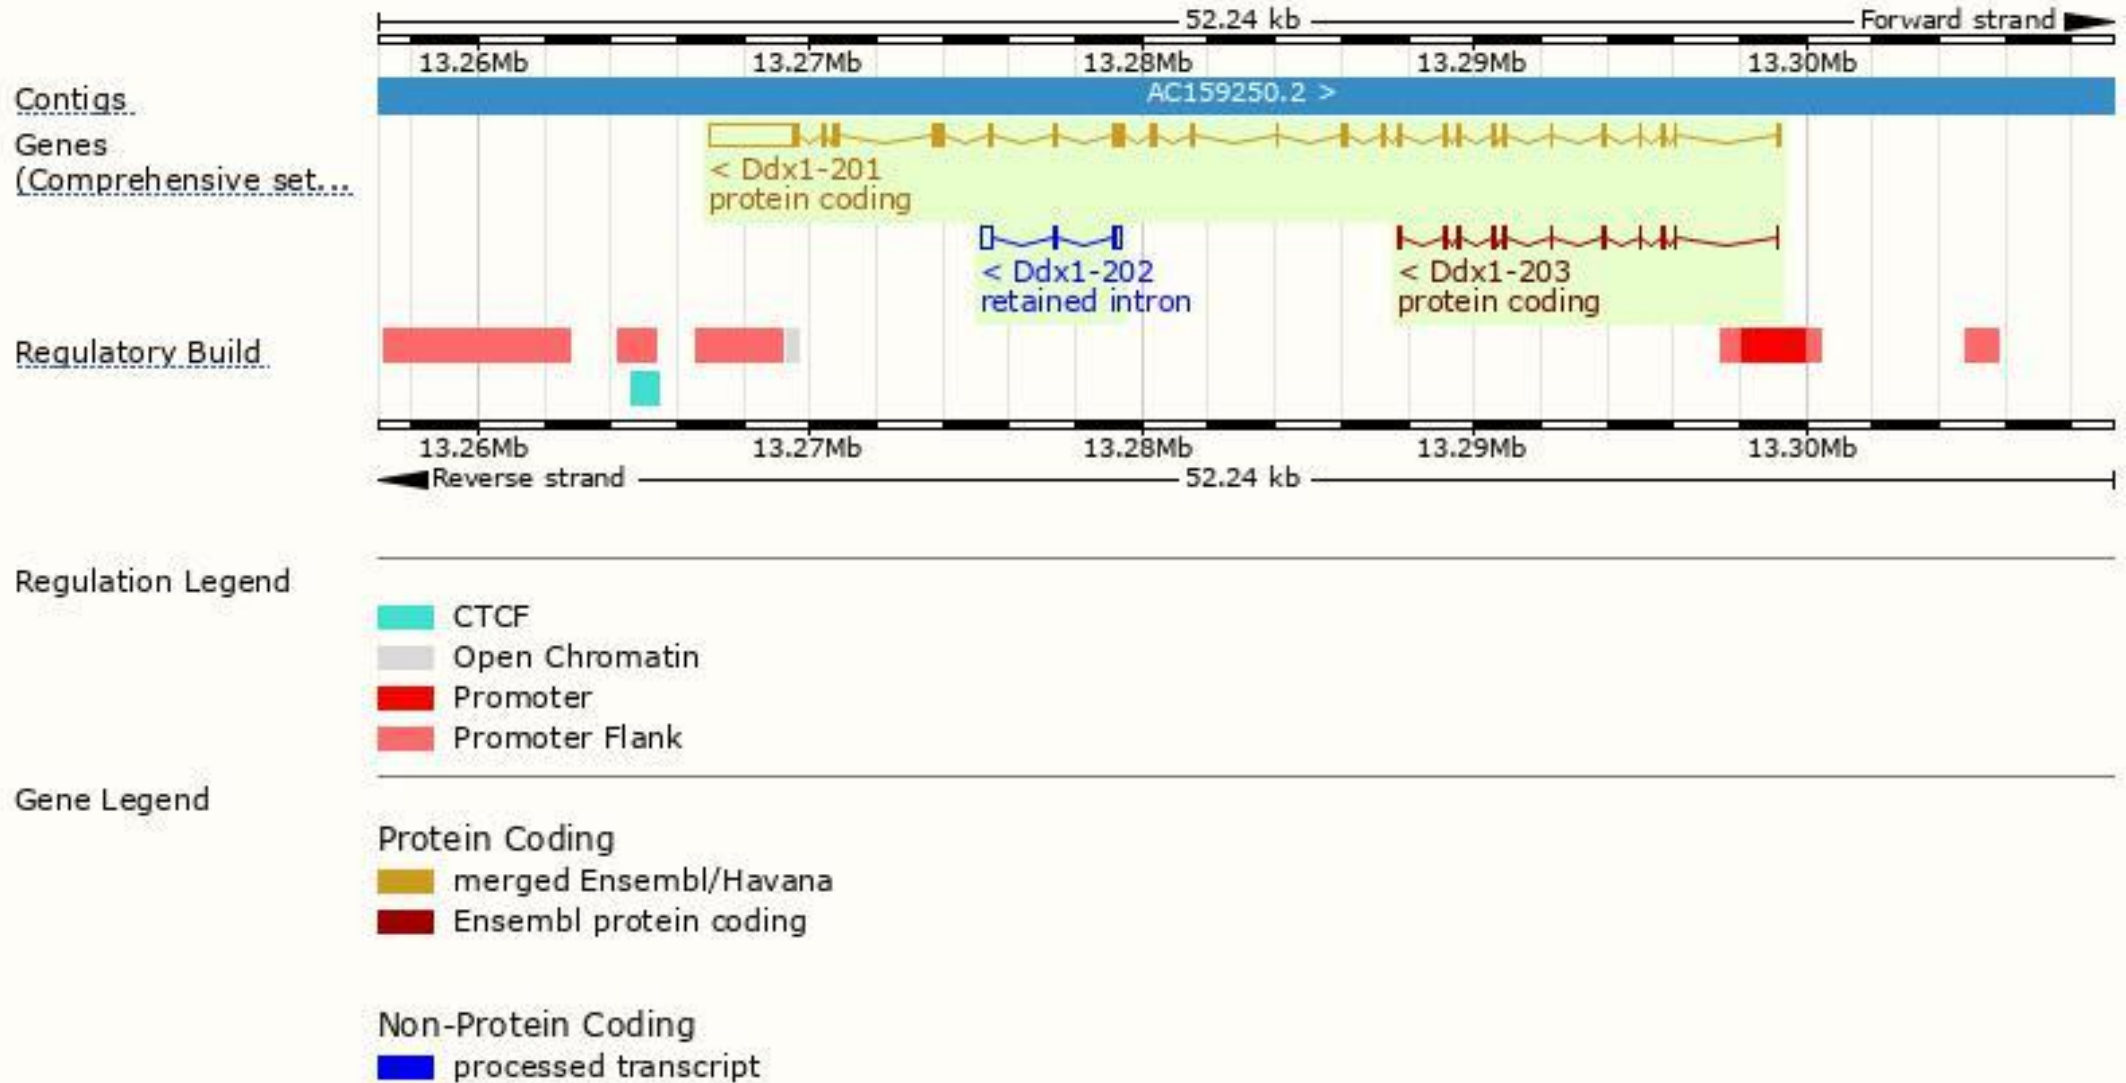 52.24 kb Forward strand
13.26Mb 13.27Mb 13.28Mb 13.29Mb 13.30Mb
Contigs AC159250.2 >
Genes
(Comprehensive set...
< Ddx1-201
protein coding
< Ddx1-202 < Ddx1-203
retained intron protein coding
Regulatory Build
13.26Mb 13.27Mb 13.28Mb 13.29Mb 13.30Mb
Reverse strand 52.24 kb
Regulation Legend
CTCF
Open Chromatin
Promoter
Promoter Flank
Gene Legend
Protein Coding
merged Ensembl/Havana
Ensembl protein coding
Non-Protein Coding
processed transcript